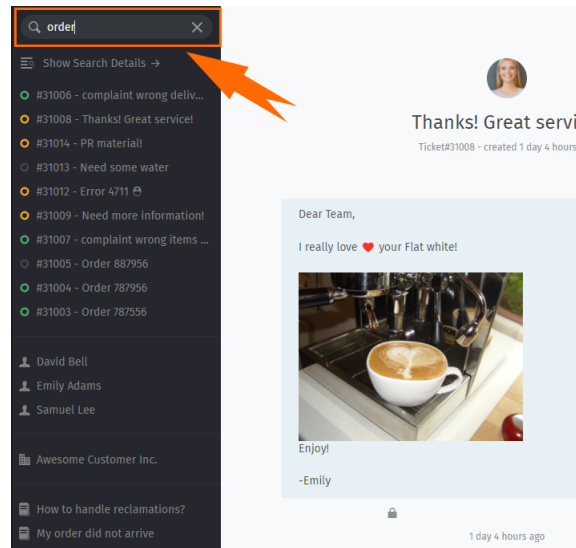 order
Show Search Details →
#31006 - complaint wrong deliv...
#31008 - Thanks! Great service!
#31014 - PR material!
#31013 - Need some water
#31012 - Error 4711
#31009 - Need more information!
#31007 - complaint wrong items ...
#31005 - Order 887956
#31004 - Order 787956
#31003 - Order 787556
David Bell
Emily Adams
Samuel Lee
Awesome Customer Inc.
How to handle reclamations?
My order did not arrive
Thanks! Great servi
Ticket#31008 - created 1 day 4 hours
Dear Team,
I really love ❤ your Flat white!
Enjoy!
-Emily
1 day 4 hours ago